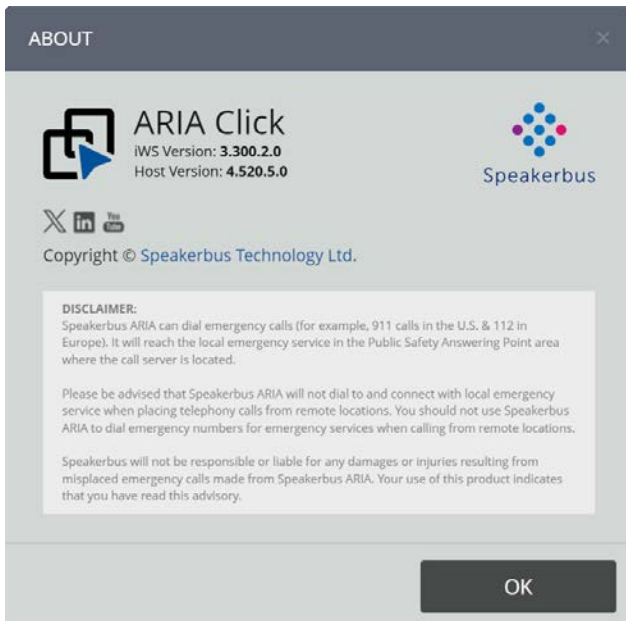 ABOUT
ARIA Click
iWS Version: 3.300.2.0
Host Version: 4.520.5.0
Speakerbus
X in You Tube
Copyright © Speakerbus Technology Ltd.
DISCLAIMER:
Speakerbus ARIA can dial emergency calls (for example, 911 calls in the U.S. & 112 in
Europe). It will reach the local emergency service in the Public Safety Answering Point area
where the call server is located.
Please be advised that Speakerbus ARIA will not dial to and connect with local emergency
service when placing telephony calls from remote locations. You should not use Speakerbus
ARIA to dial emergency numbers for emergency services when calling from remote locations.
Speakerbus will not be responsible or liable for any damages or injuries resulting from
misplaced emergency calls made from Speakerbus ARIA. Your use of this product indicates
that you have read this advisory.
OK